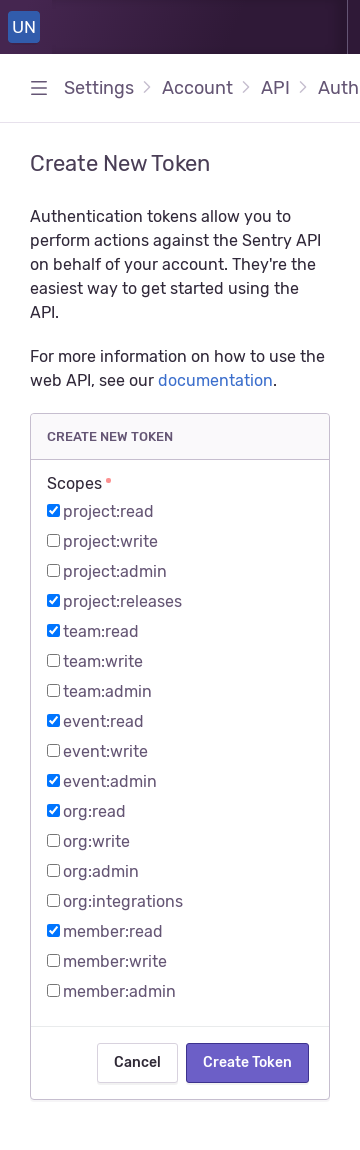 UN
Settings > Account > API > Auth
Create New Token
Authentication tokens allow you to
perform actions against the Sentry API
on behalf of your account. They're the
easiest way to get started using the
API.
For more information on how to use the
web API, see our documentation.
CREATE NEW TOKEN
Scopes
project:read
project:write
project:admin
project:releases
team:read
team:write
team:admin
event:read
event:write
event:admin
org:read
org:write
org:admin
org:integrations
member:read
member:write
member:admin
Cancel Create Token